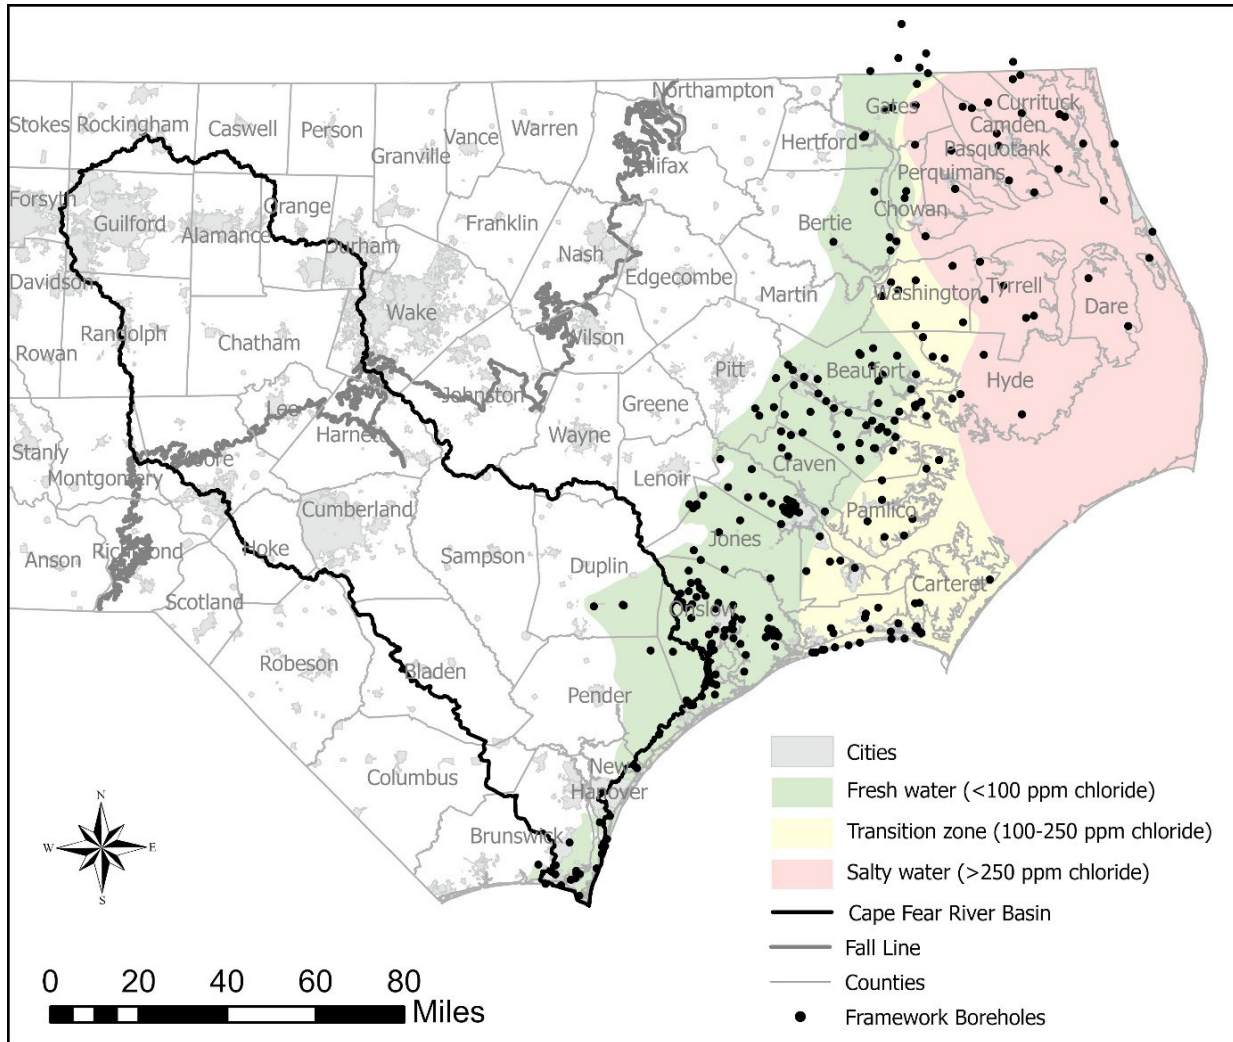 Northampton
Stokes
Rockingham
Caswell
Person
Vance
Warren
Granville
Gates
Currituck
Camden
Pasquotank
Hertford
Halifax
Perquimans
Forsyth
Guilford
Alamance
Orange
Durham
Franklin
Bertie
Chowan
Nash
Edgecombe
Davidson
Martin
Washington
Tyrrell
Dare
Wake
Randolph
Chatham
Wilson
Rowan
Pitt
Beaufort
Hyde
Johnston
Lee
Greene
Harnett
Wayne
Stanly
Montgomery
Moore
Lenoir
Craven
Cumberland
Pamlico
Anson
Richmond
Hoke
Sampson
Duplin
Jones
Carteret
Scotland
Onslow
Robeson
Bladen
Pender
Columbus
New
Hanover
Brunswick
N
W E
S
Cities
Fresh water (<100 ppm chloride)
Transition zone (100-250 ppm chloride)
Salty water (>250 ppm chloride)
Cape Fear River Basin
Fall Line
Counties
Framework Boreholes
0 20 40 60 80
Miles